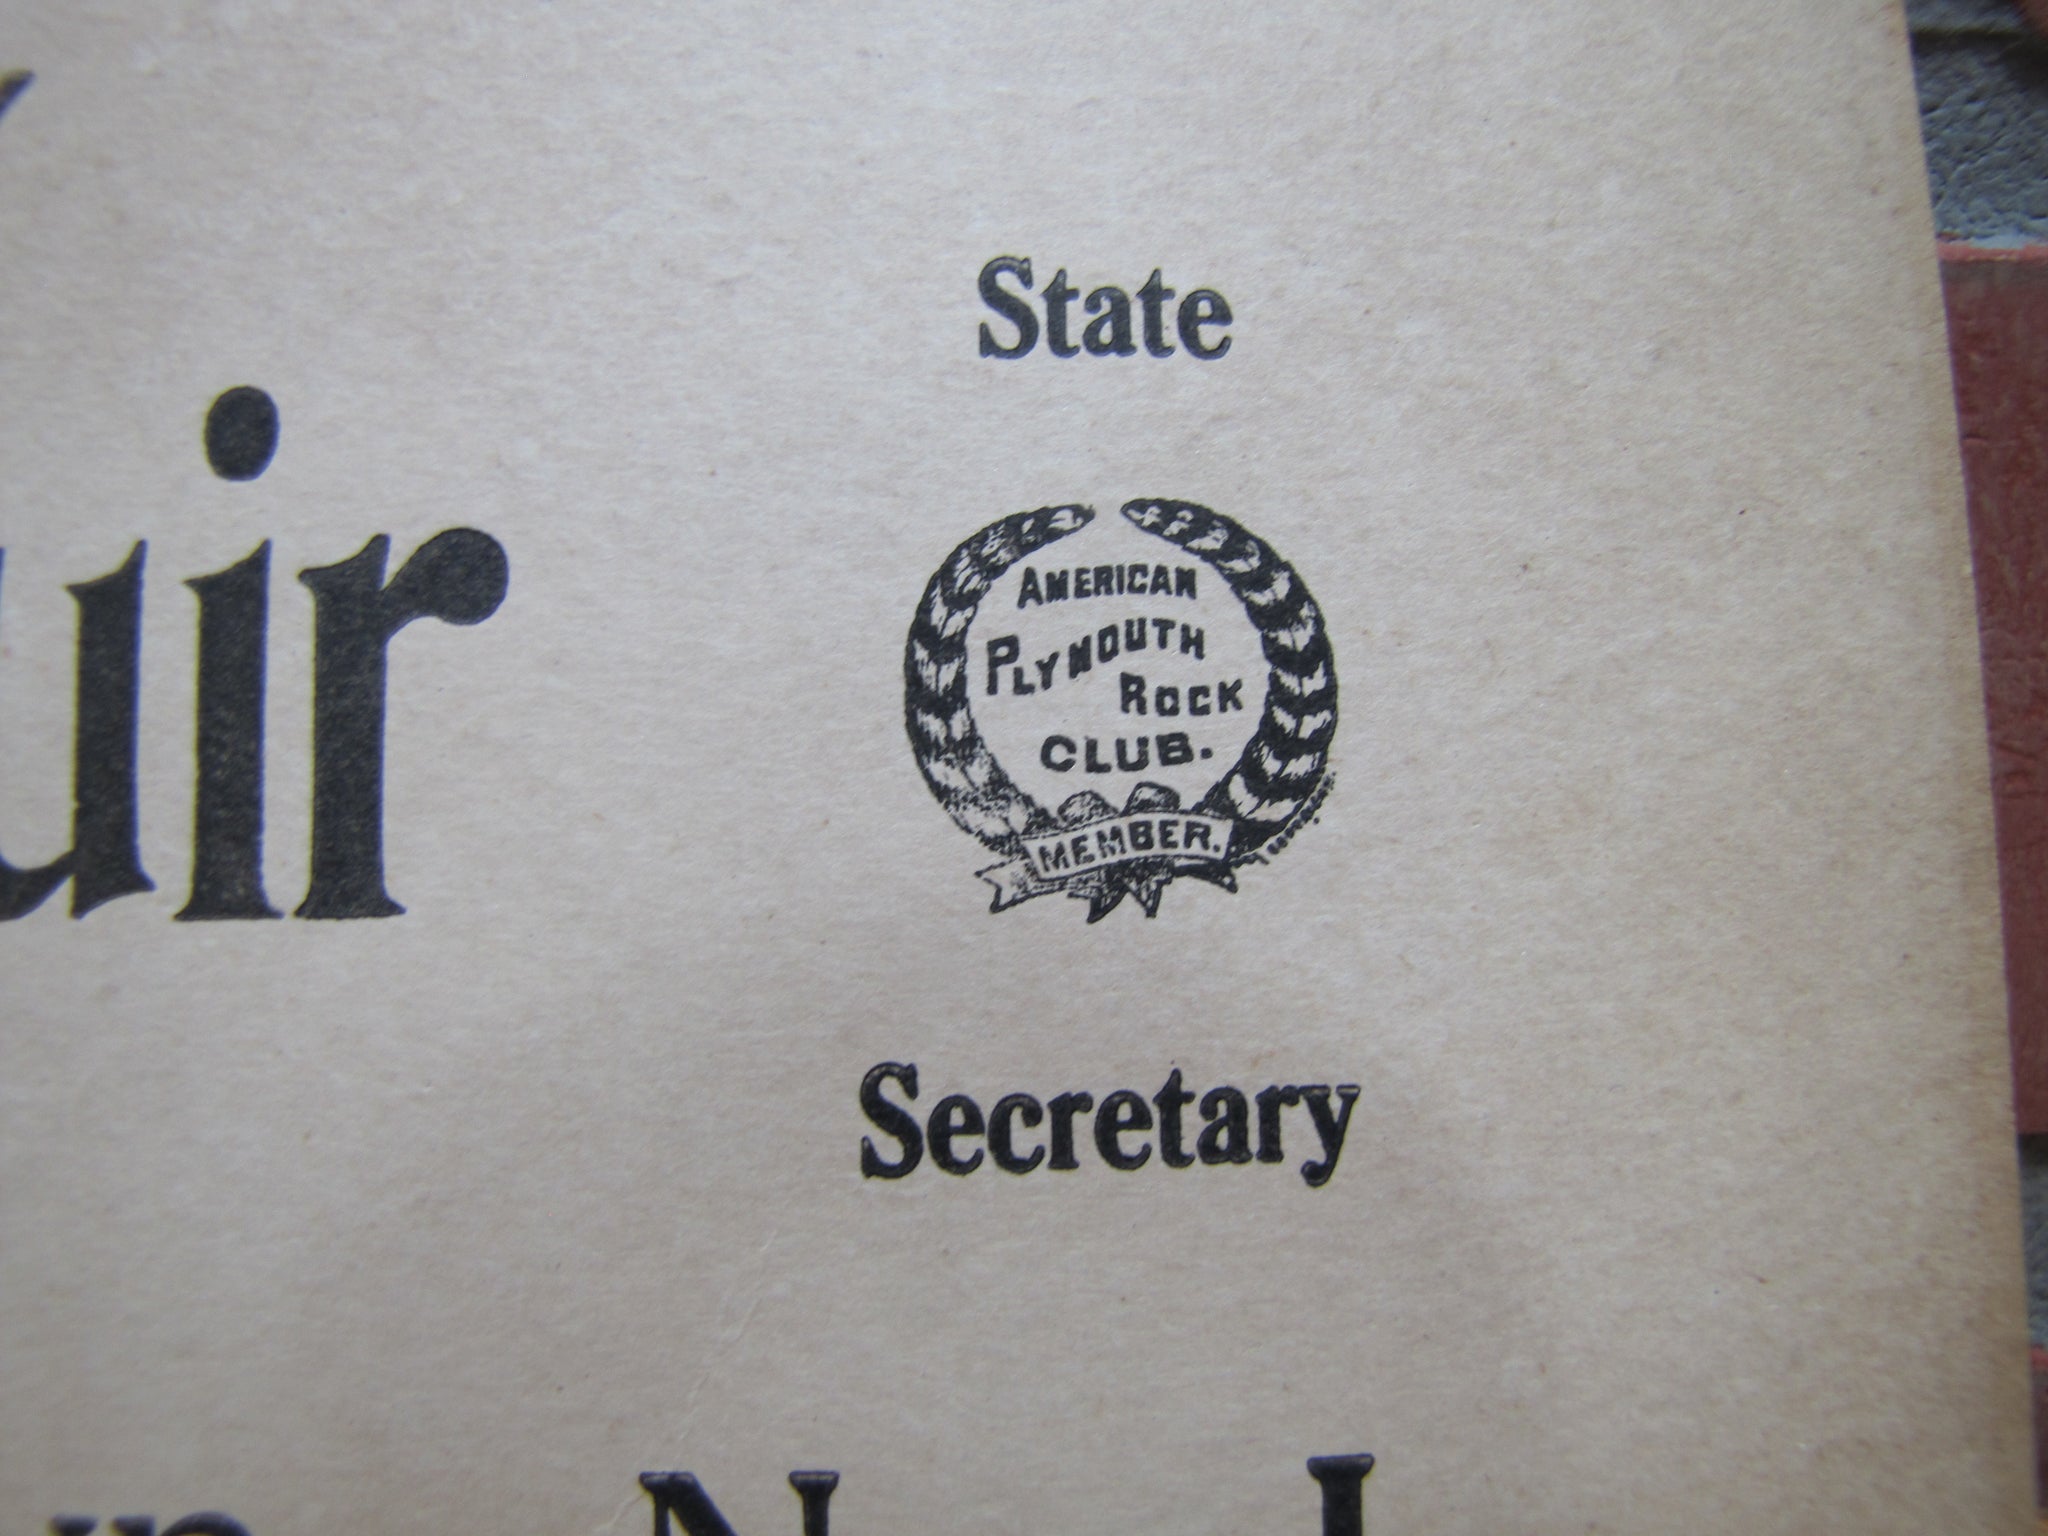 State
uir
AMERICAN
PLYMOUTH
ROCK
CLUB.
MEMBER.
Secretary
N. J